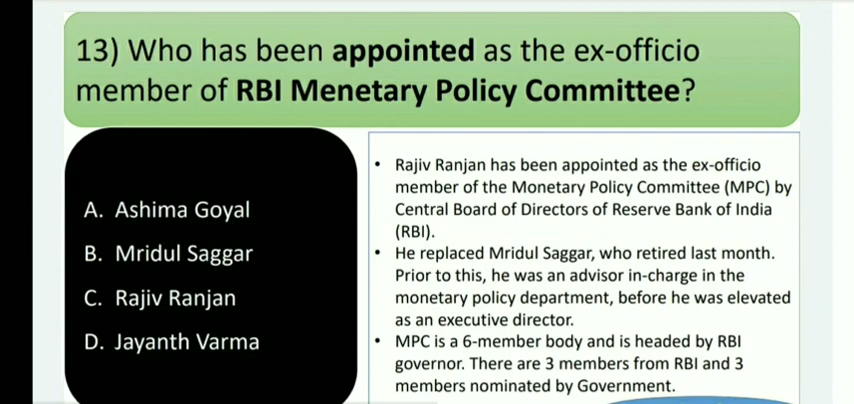 13) Who has been appointed as the ex-officio
member of RBI Menetary Policy Committee?
A. Ashima Goyal
B. Mridul Saggar
C. Rajiv Ranjan
D. Jayanth Varma
• Rajiv Ranjan has been appointed as the ex-officio
member of the Monetary Policy Committee (MPC) by
Central Board of Directors of Reserve Bank of India
(RBI).
• He replaced Mridul Saggar, who retired last month.
Prior to this, he was an advisor in-charge in the
monetary policy department, before he was elevated
as an executive director.
• MPC is a 6-member body and is headed by RBI
governor. There are 3 members from RBI and 3
members nominated by Government.